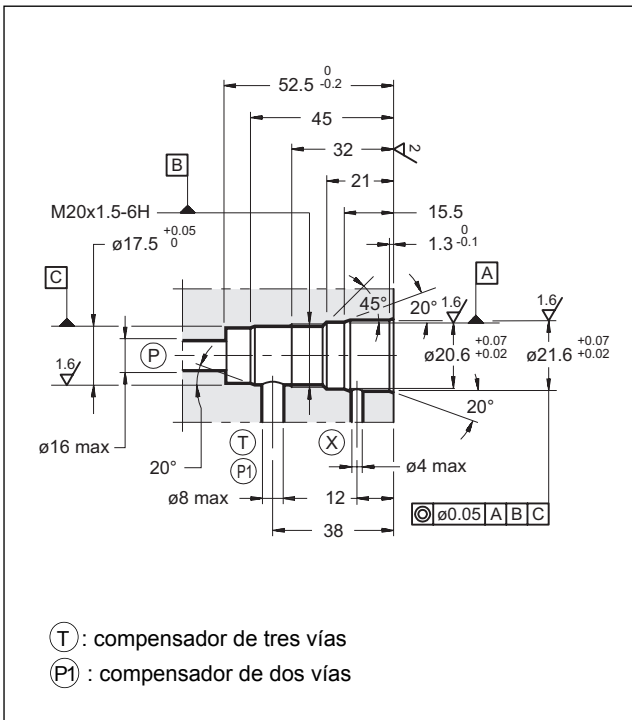 52.5 0 -0.2
45
32
2
21
B
M20x1.5-6H
15.5
ø17.5 +0.05 0
1.3 0 -0.1
C
A
45°
20°
1.6
1.6
P
1.6
ø20.6 +0.07 +0.02
ø21.6 +0.07 +0.02
ø16 max
20°
T
X
20°
P1
ø4 max
ø8 max
12
ø0.05 A B C
38
T : compensador de tres vías
P1 : compensador de dos vías